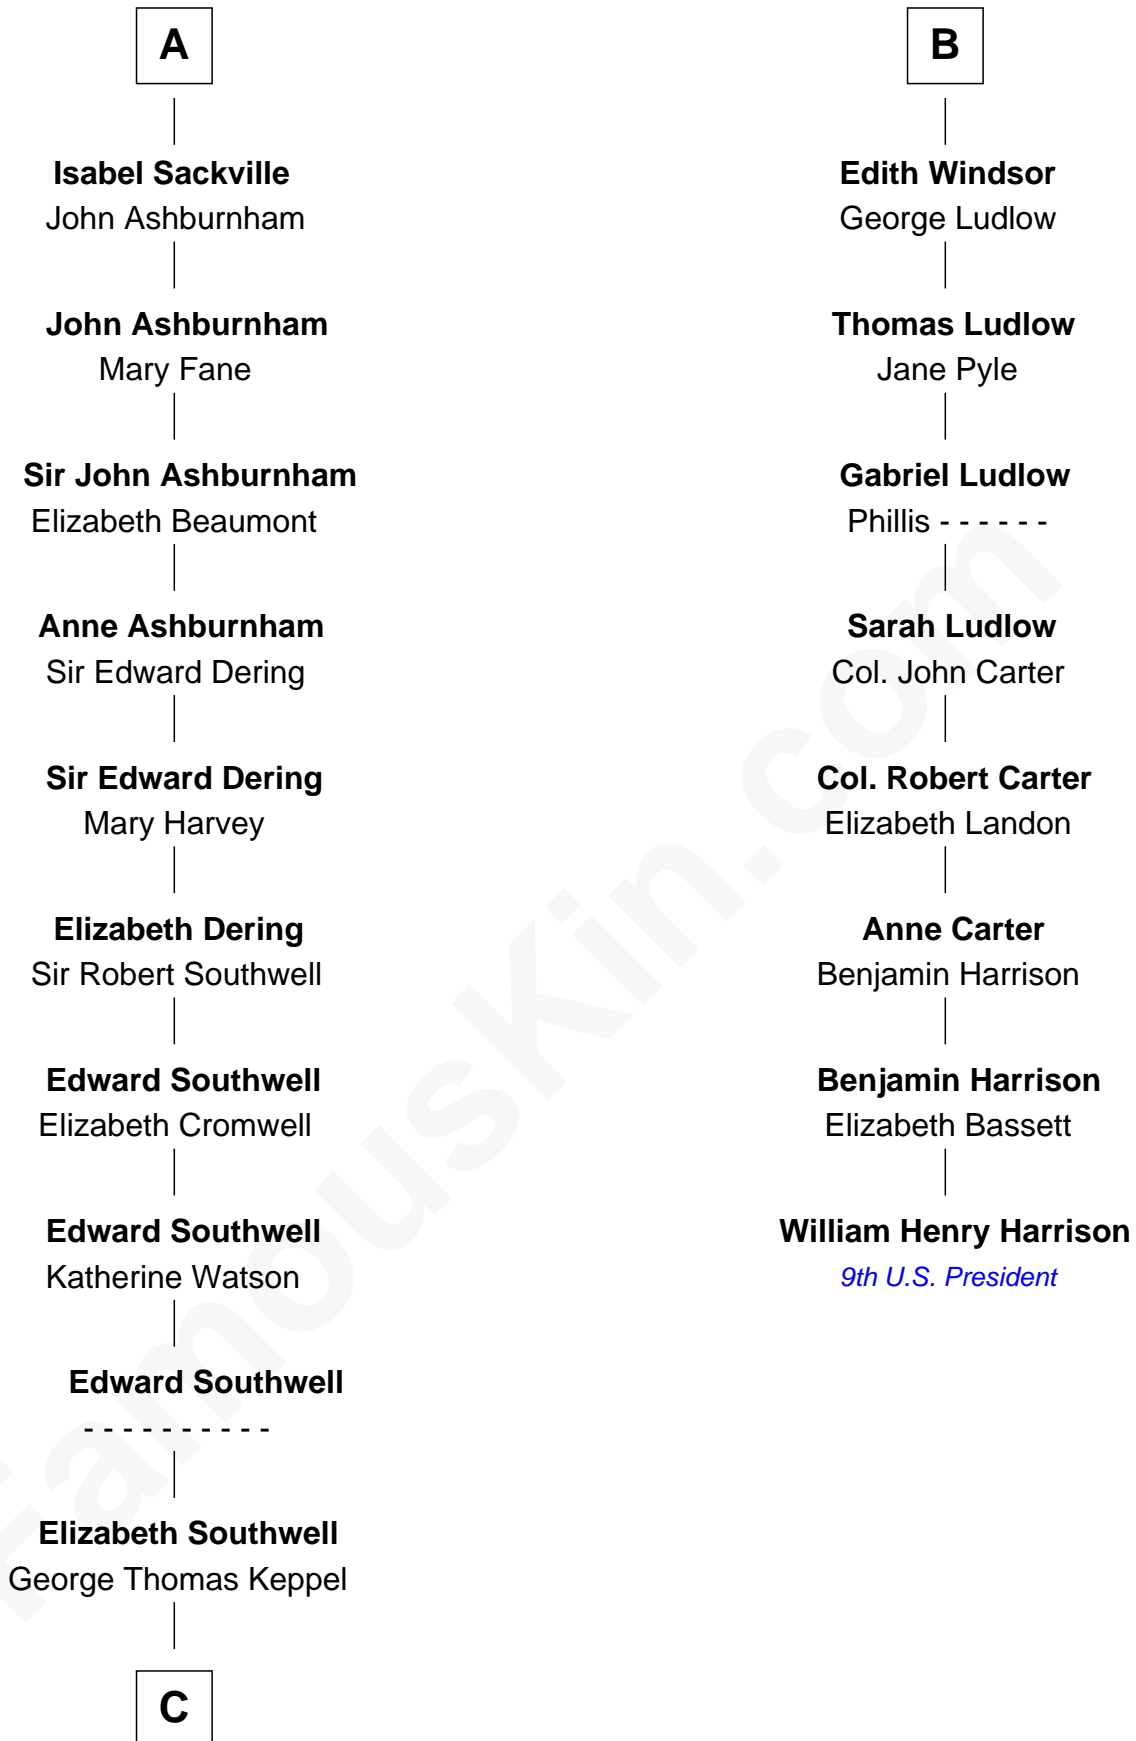 A
Isabel Sackville
John Ashburnham
John Ashburnham
Mary Fane
Sir John Ashburnham
Elizabeth Beaumont
Anne Ashburnham
Sir Edward Dering
Sir Edward Dering
Mary Harvey
Elizabeth Dering
Sir Robert Southwell
Edward Southwell
Elizabeth Cromwell
Edward Southwell
Katherine Watson
Edward Southwell
- - - - - - - - - -
Elizabeth Southwell
George Thomas Keppel
C
B
Edith Windsor
George Ludlow
Thomas Ludlow
Jane Pyle
Gabriel Ludlow
Phillis - - - - - -
Sarah Ludlow
Col. John Carter
Col. Robert Carter
Elizabeth Landon
Anne Carter
Benjamin Harrison
Benjamin Harrison
Elizabeth Bassett
William Henry Harrison
9th U.S. President
FamousKin.com